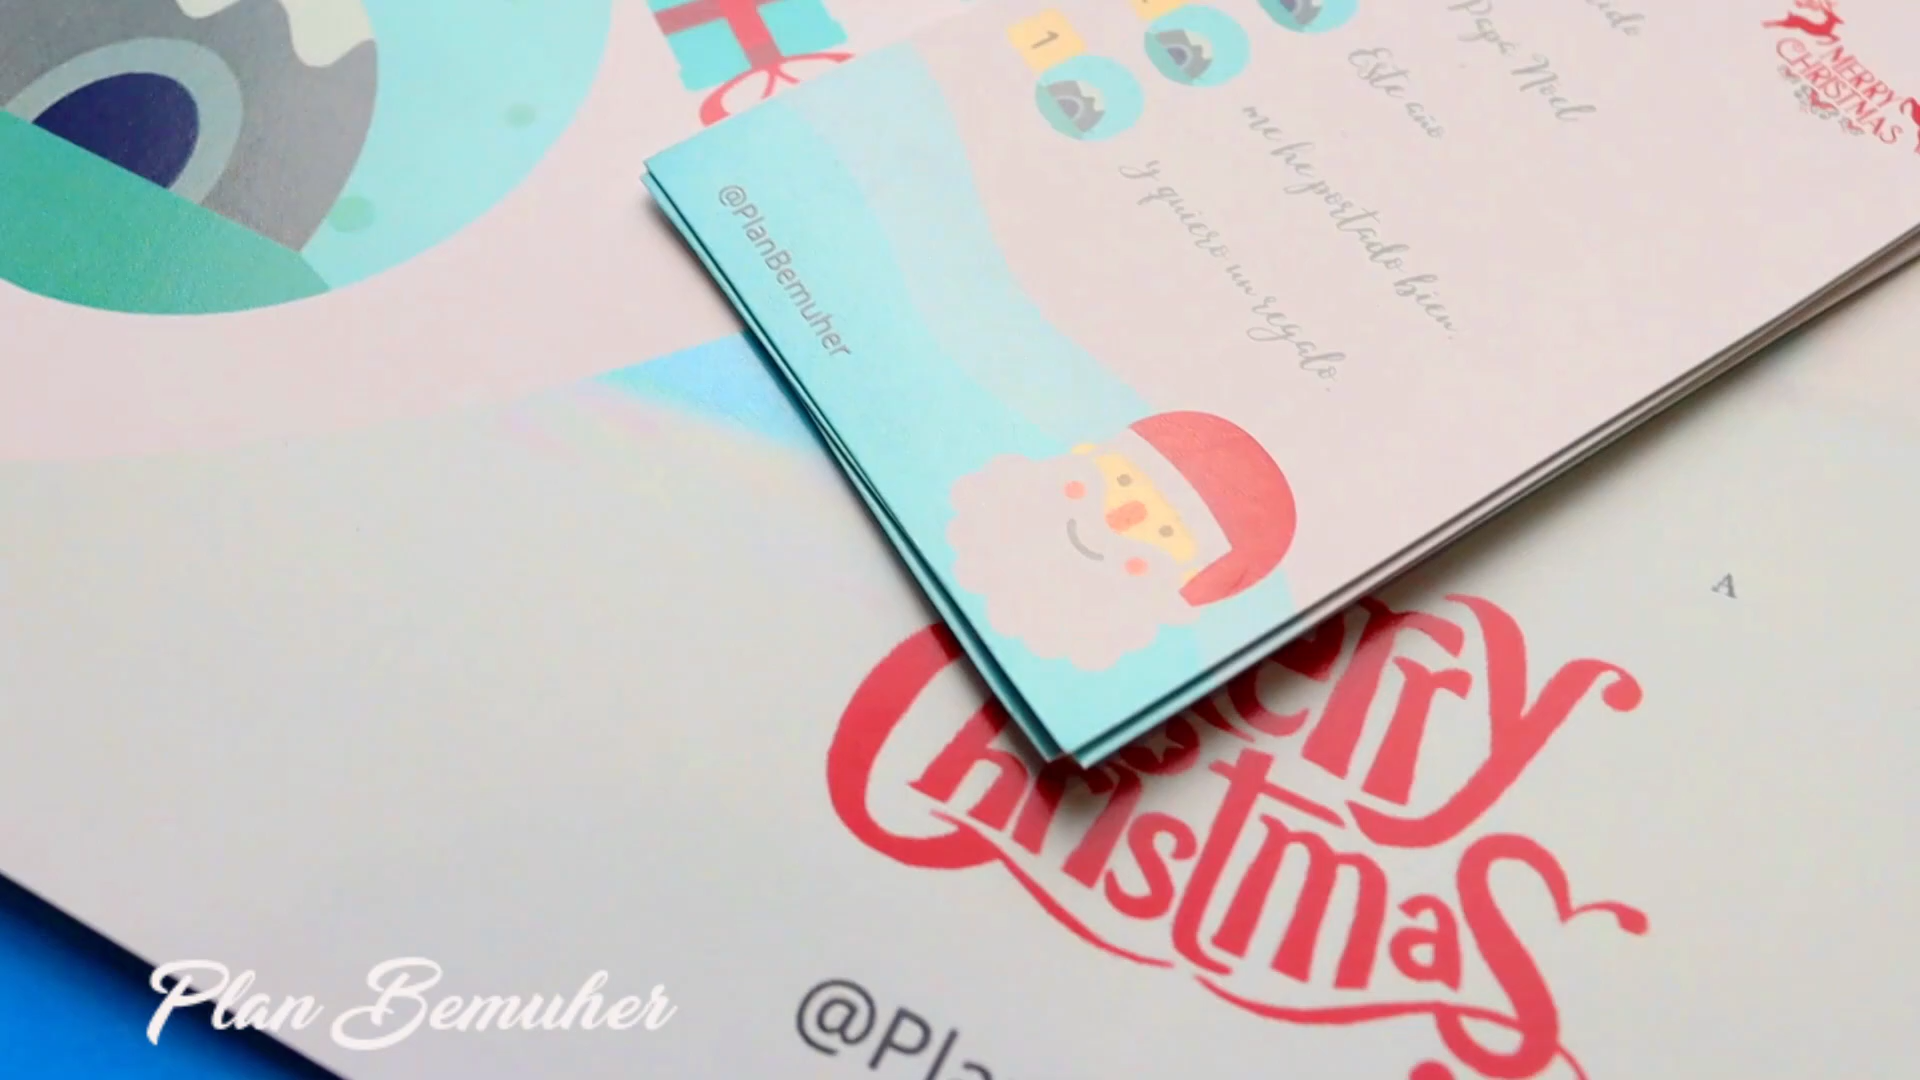 1
Papá Noel
Este año
me he portado bien.
y quiero un regalo.
@PlanBemuher
MERRY
CHRISTMAS
A
Merry
Christmas
@Pla
Plan Bemuher